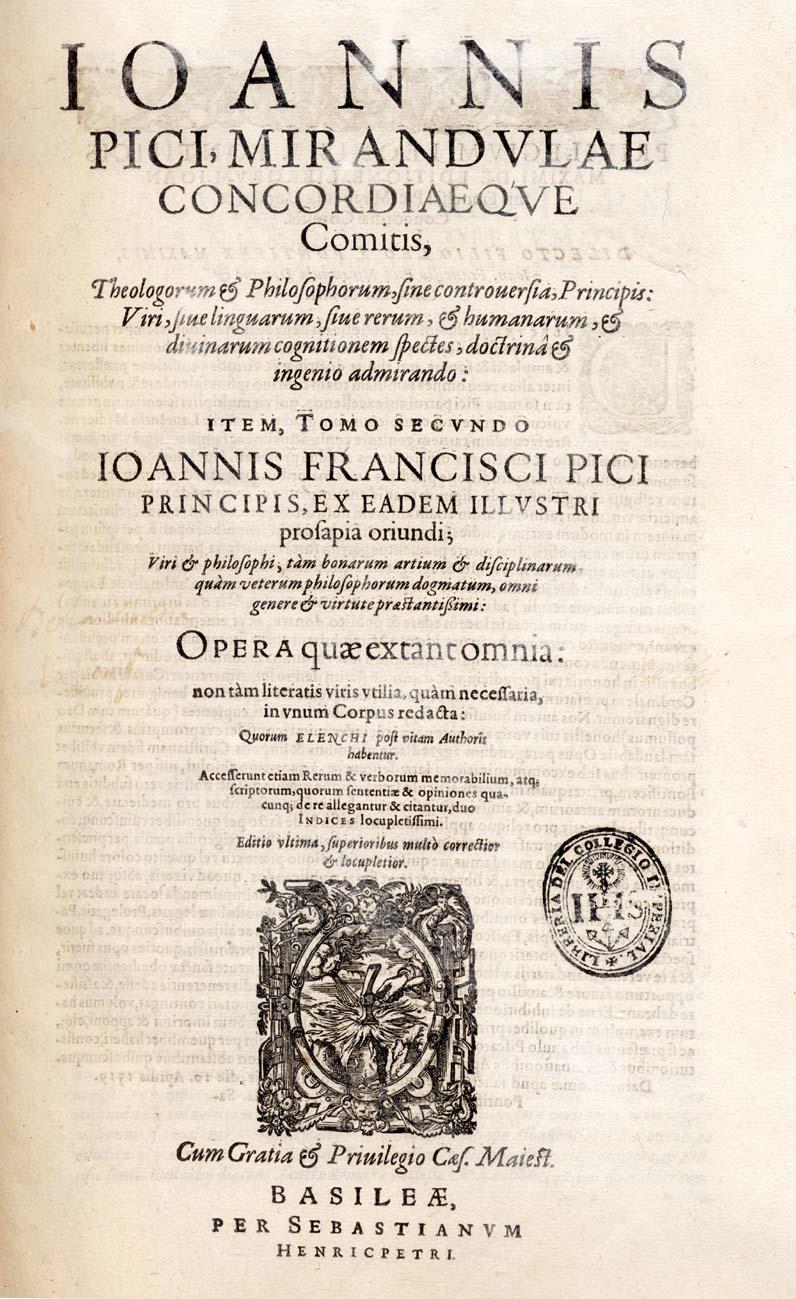 IOANNIS
PICI, MIRANDVLAE
CONCORDIAEQ'VE
Comitis,
Theologorum & Philoſophorum, ſine controuerſia, Principis:
Viri, ſiue linguarum, ſiue rerum, & humanarum, &
diuinarum cognitionem ſpectes, doctrinâ &
ingenio admirando:
ITEM, TOMO SECVNDO
IOANNIS FRANCISCI PICI
PRINCIPIS, EX EADEM ILLVSTRI
proſapia oriundi;
Viri & philoſophi, tàm bonarum artium & diſciplinarum
quàm veterum philoſophorum dogmatum, omni
genere & virtute præſtantißimi:
OPERA quæ extant omnia:
non tàm literatis viris vtilia, quàm neceſſaria,
in vnum Corpus redacta:
Quorum ELENCHI poſt vitam Authoris
habentur.
Acceſſerunt etiam Rerum & verborum memorabilium, atq;
ſcriptorum, quorum ſententiæ & opiniones qua-
cunq; de re allegantur & citantur, duo
INDICES locupletiſſimi.
Editio vltima, ſuperioribus multò correctior
& locupletior.
LIBRERIA DEL COLLEGIO IMPERIAL
IHS
Cum Gratia & Priuilegio Cæſ. Maieſt.
BASILEÆ,
PER SEBASTIANVM
HENRICPETRI.